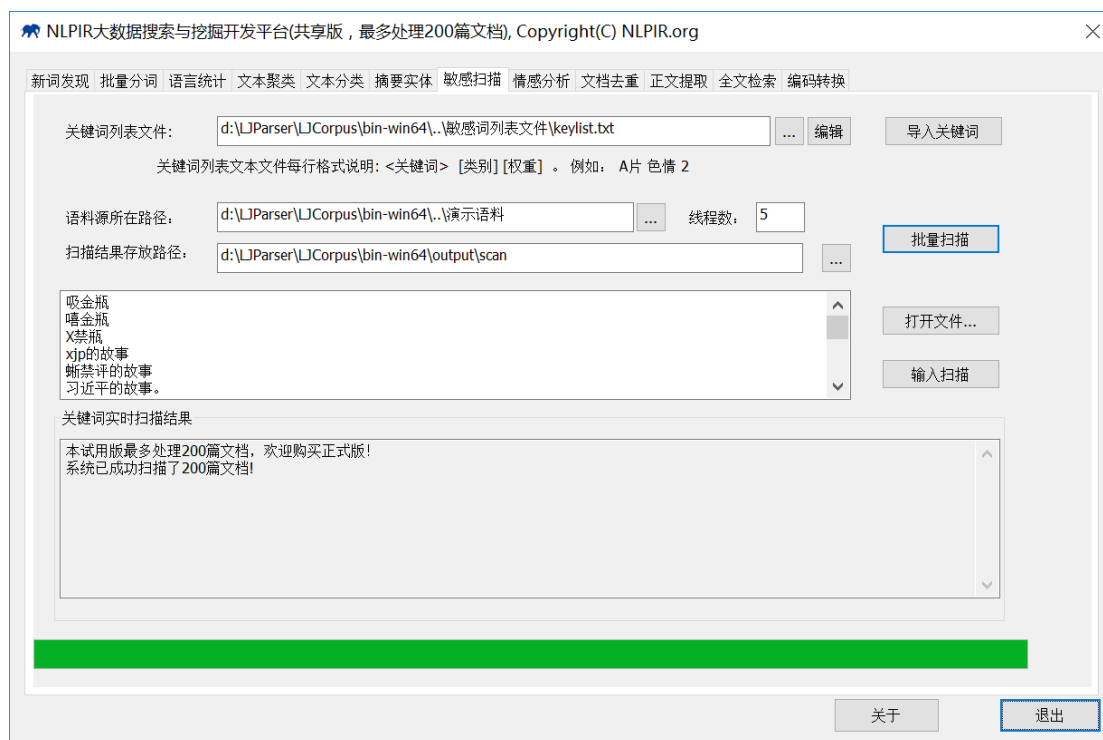 NLPIR大数据搜索与挖掘开发平台(共享版，最多处理200篇文档), Copyright(C) NLPIR.org
新词发现 批量分词 语言统计 文本聚类 文本分类 摘要实体 敏感扫描 情感分析 文档去重 正文提取 全文检索 编码转换
关键词列表文件: d:\LJParser\LJCorpus\bin-win64\..\敏感词列表文件\keylist.txt ... 编辑 导入关键词
关键词列表文本文件每行格式说明: <关键词> [类别] [权重] 。 例如: A片 色情 2
语料源所在路径: d:\LJParser\LJCorpus\bin-win64\..\演示语料 ... 线程数: 5
批量扫描
扫描结果存放路径: d:\LJParser\LJCorpus\bin-win64\output\scan ...
吸金瓶
嘻金瓶
X禁瓶
xjp的故事
蜥禁评的故事
习近平的故事。
打开文件...
输入扫描
关键词实时扫描结果
本试用版最多处理200篇文档，欢迎购买正式版！
系统已成功扫描了200篇文档!
关于 退出